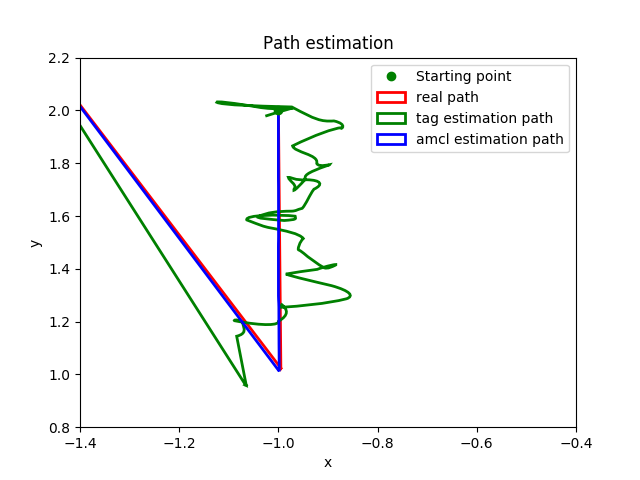 Path estimation
Starting point
real path
tag estimation path
amcl estimation path
2.2
2.0
1.8
1.6
1.4
1.2
1.0
0.8
y
−1.4 −1.2 −1.0 −0.8 −0.6 −0.4
x